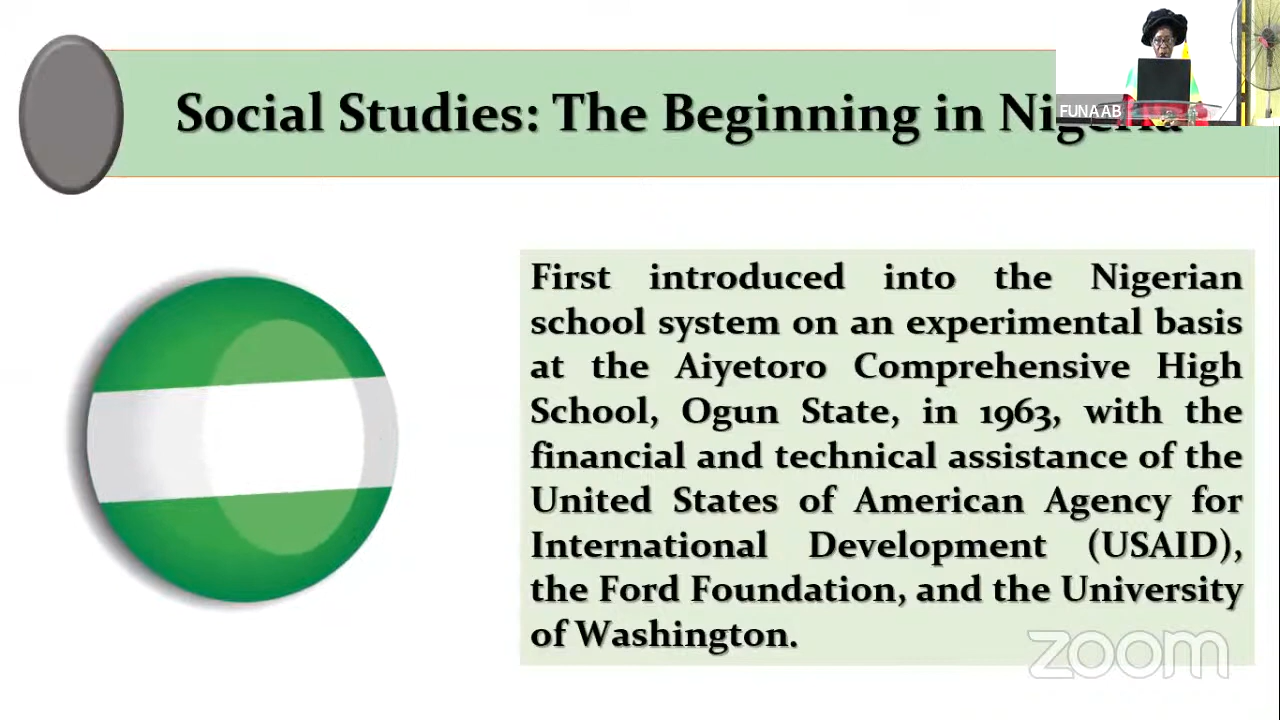 Social Studies: The Beginning in Nigeria
FUNAAB
First introduced into the Nigerian
school system on an experimental basis
at the Aiyetoro Comprehensive High
School, Ogun State, in 1963, with the
financial and technical assistance of the
United States of American Agency for
International Development (USAID),
the Ford Foundation, and the University
of Washington.
zoom